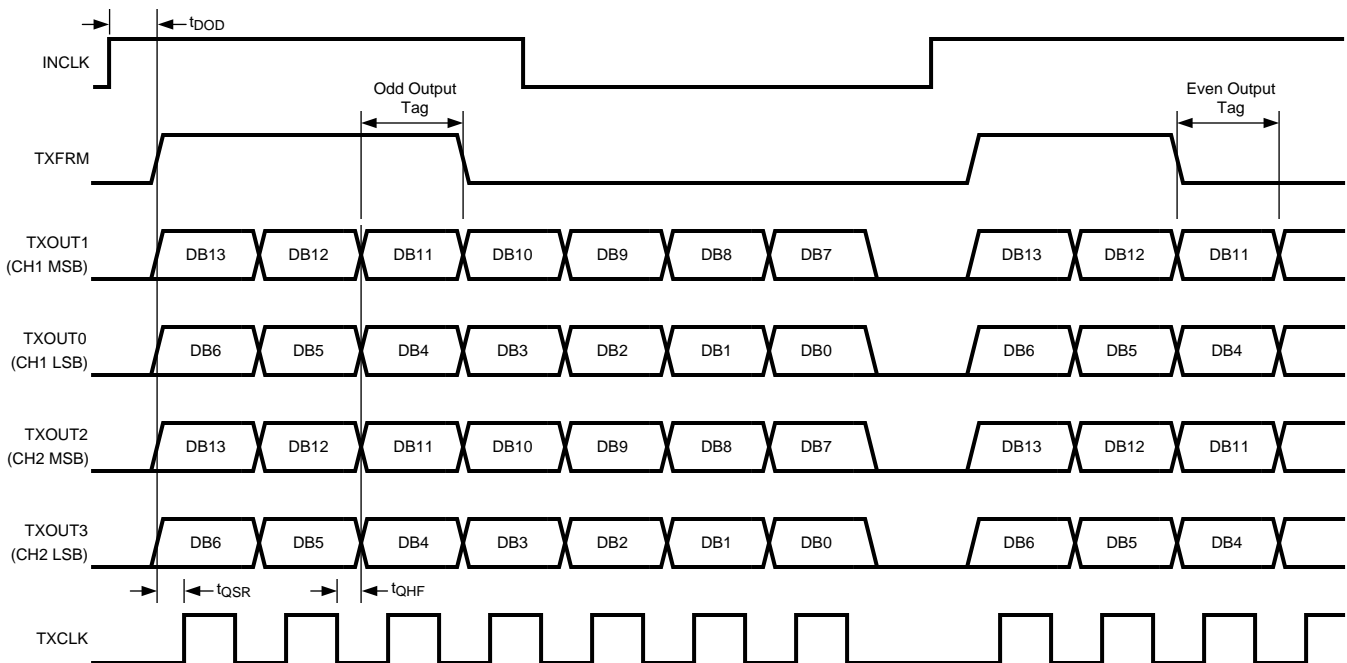 tDOD
INCLK
Odd Output
Tag
Even Output
Tag
TXFRM
TXOUT1
(CH1 MSB)
DB13 DB12 DB11 DB10 DB9 DB8 DB7 DB13 DB12 DB11
TXOUT0
(CH1 LSB)
DB6 DB5 DB4 DB3 DB2 DB1 DB0 DB6 DB5 DB4
TXOUT2
(CH2 MSB)
DB13 DB12 DB11 DB10 DB9 DB8 DB7 DB13 DB12 DB11
TXOUT3
(CH2 LSB)
DB6 DB5 DB4 DB3 DB2 DB1 DB0 DB6 DB5 DB4
tQSR tQHF
TXCLK